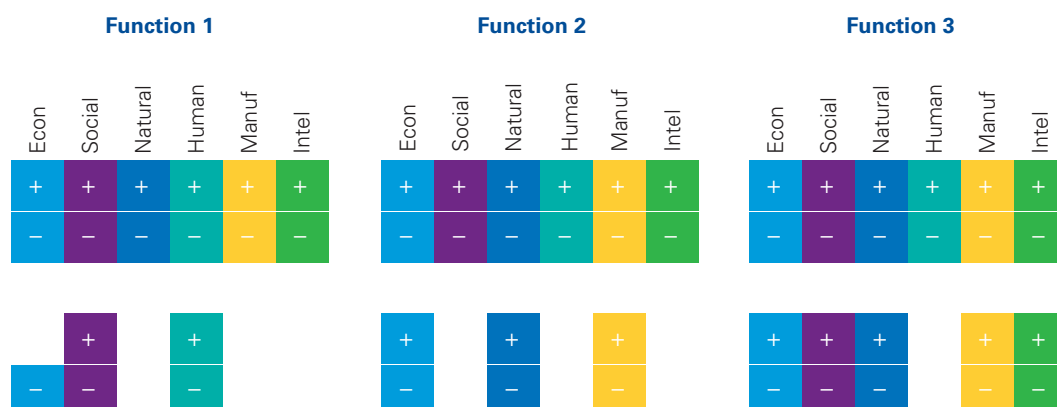 Function 1 Function 2 Function 3
Econ Social Natural Human Manuf Intel Econ Social Natural Human Manuf Intel Econ Social Natural Human Manuf Intel
+ + + + + + + + + + + + + + + + + +
– – – – – – – – – – – – – – – – – –
+ + + + + + + + + +
– – – – – – – – – – –